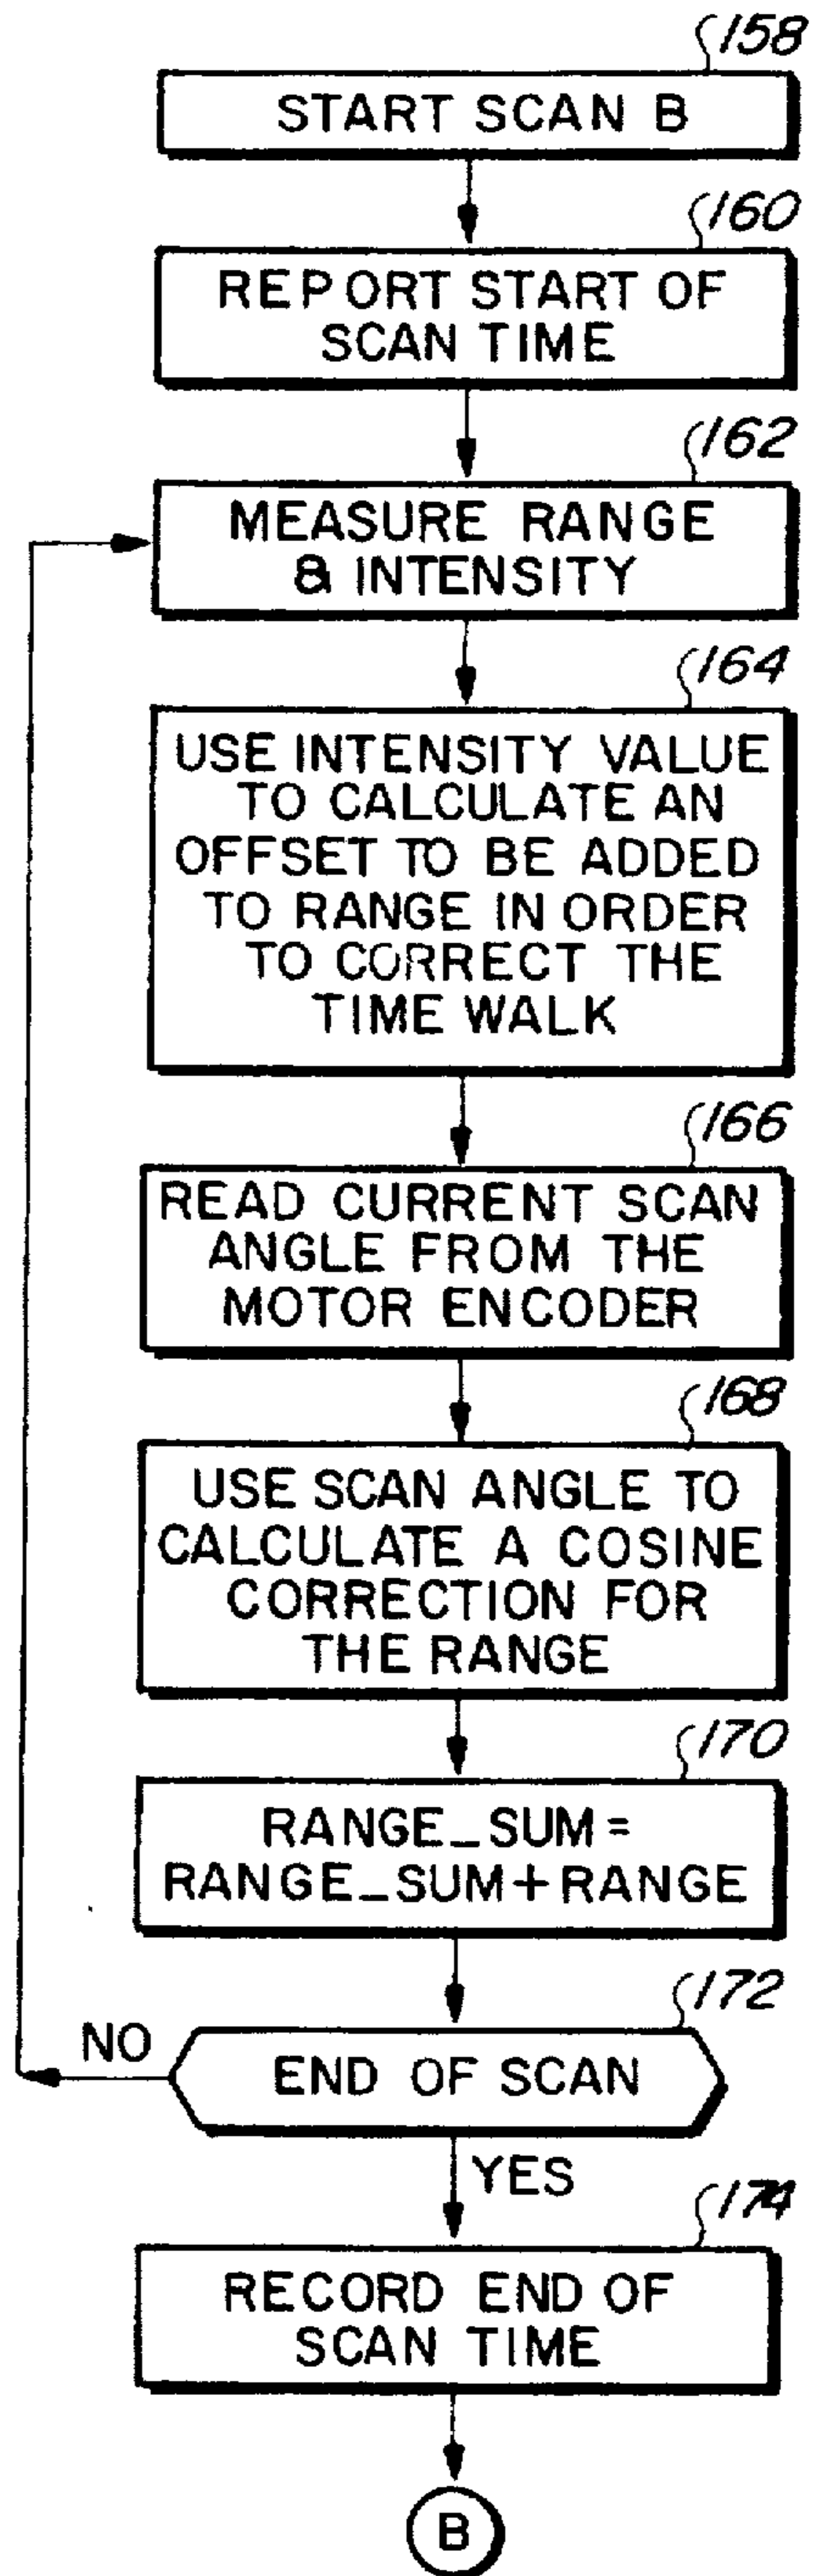 158
START SCAN B
160
REPORT START OF
SCAN TIME
162
MEASURE RANGE
& INTENSITY
164
USE INTENSITY VALUE
TO CALCULATE AN
OFFSET TO BE ADDED
TO RANGE IN ORDER
TO CORRECT THE
TIME WALK
166
READ CURRENT SCAN
ANGLE FROM THE
MOTOR ENCODER
168
USE SCAN ANGLE TO
CALCULATE A COSINE
CORRECTION FOR
THE RANGE
170
RANGE_SUM =
RANGE_SUM+RANGE
172
NO
END OF SCAN
YES
174
RECORD END OF
SCAN TIME
B